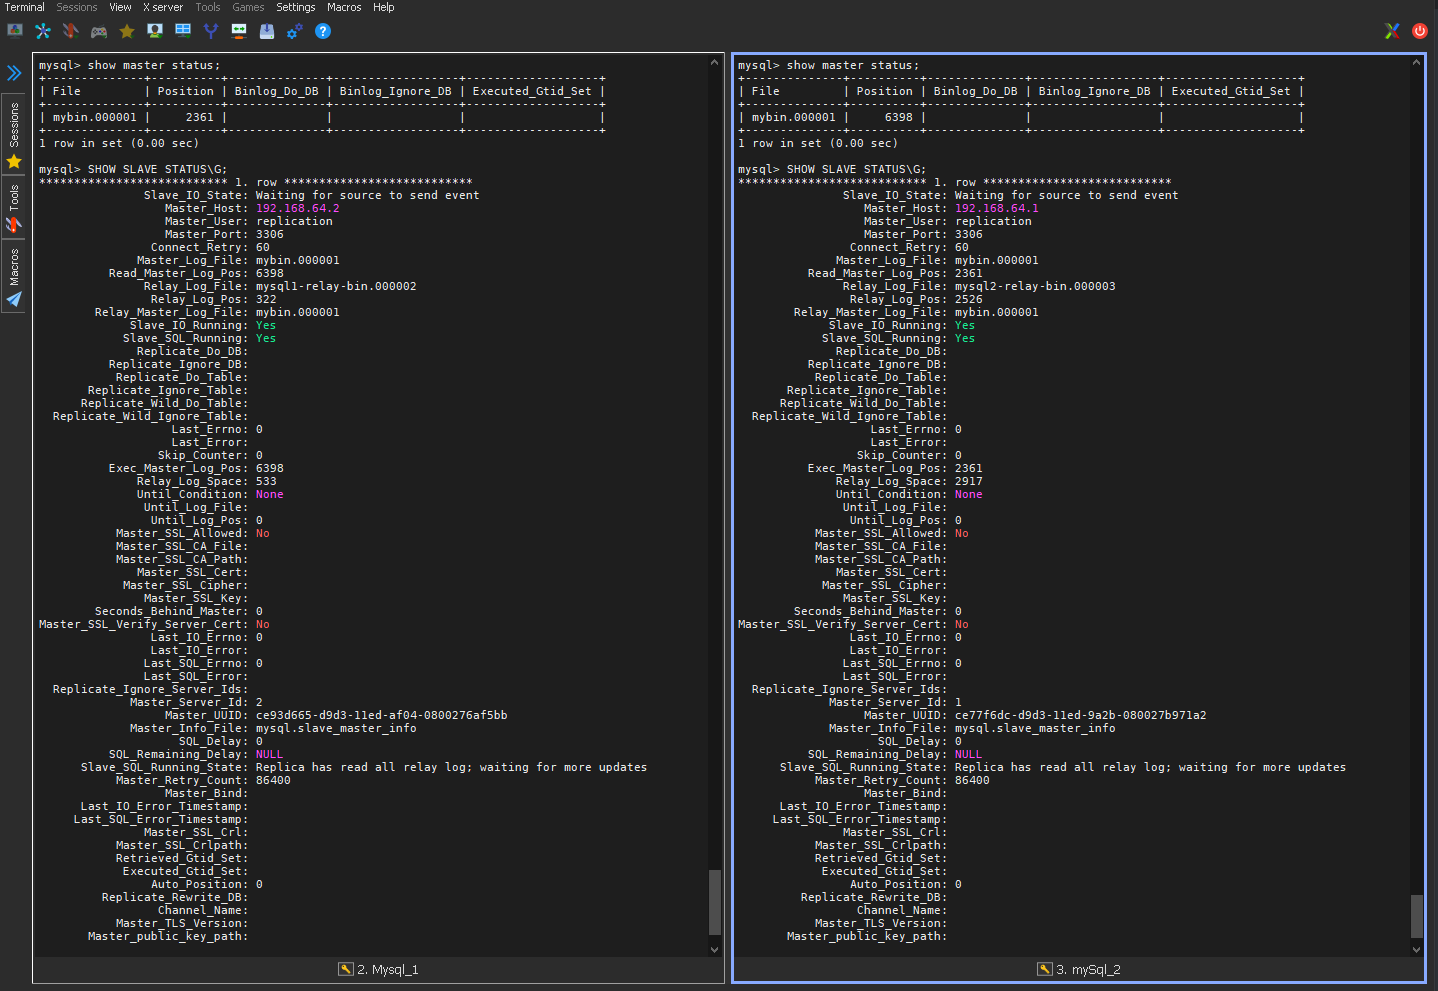 Terminal Sessions View X server Tools Games Settings Macros Help
Sessions
Tools
Macros
mysql> show master status;
+--------------+----------+--------------+------------------+-------------------+
| File         | Position | Binlog_Do_DB | Binlog_Ignore_DB | Executed_Gtid_Set |
+--------------+----------+--------------+------------------+-------------------+
| mybin.000001 |     2361 |              |                  |                   |
+--------------+----------+--------------+------------------+-------------------+
1 row in set (0.00 sec)
mysql> SHOW SLAVE STATUS\G;
*************************** 1. row ***************************
Slave_IO_State: Waiting for source to send event
Master_Host: 192.168.64.2
Master_User: replication
Master_Port: 3306
Connect_Retry: 60
Master_Log_File: mybin.000001
Read_Master_Log_Pos: 6398
Relay_Log_File: mysql1-relay-bin.000002
Relay_Log_Pos: 322
Relay_Master_Log_File: mybin.000001
Slave_IO_Running: Yes
Slave_SQL_Running: Yes
Replicate_Do_DB:
Replicate_Ignore_DB:
Replicate_Do_Table:
Replicate_Ignore_Table:
Replicate_Wild_Do_Table:
Replicate_Wild_Ignore_Table:
Last_Errno: 0
Last_Error:
Skip_Counter: 0
Exec_Master_Log_Pos: 6398
Relay_Log_Space: 533
Until_Condition: None
Until_Log_File:
Until_Log_Pos: 0
Master_SSL_Allowed: No
Master_SSL_CA_File:
Master_SSL_CA_Path:
Master_SSL_Cert:
Master_SSL_Cipher:
Master_SSL_Key:
Seconds_Behind_Master: 0
Master_SSL_Verify_Server_Cert: No
Last_IO_Errno: 0
Last_IO_Error:
Last_SQL_Errno: 0
Last_SQL_Error:
Replicate_Ignore_Server_Ids:
Master_Server_Id: 2
Master_UUID: ce93d665-d9d3-11ed-af04-0800276af5bb
Master_Info_File: mysql.slave_master_info
SQL_Delay: 0
SQL_Remaining_Delay: NULL
Slave_SQL_Running_State: Replica has read all relay log; waiting for more updates
Master_Retry_Count: 86400
Master_Bind:
Last_IO_Error_Timestamp:
Last_SQL_Error_Timestamp:
Master_SSL_Crl:
Master_SSL_Crlpath:
Retrieved_Gtid_Set:
Executed_Gtid_Set:
Auto_Position: 0
Replicate_Rewrite_DB:
Channel_Name:
Master_TLS_Version:
Master_public_key_path:
2. Mysql_1
mysql> show master status;
+--------------+----------+--------------+------------------+-------------------+
| File         | Position | Binlog_Do_DB | Binlog_Ignore_DB | Executed_Gtid_Set |
+--------------+----------+--------------+------------------+-------------------+
| mybin.000001 |     6398 |              |                  |                   |
+--------------+----------+--------------+------------------+-------------------+
1 row in set (0.00 sec)
mysql> SHOW SLAVE STATUS\G;
*************************** 1. row ***************************
Slave_IO_State: Waiting for source to send event
Master_Host: 192.168.64.1
Master_User: replication
Master_Port: 3306
Connect_Retry: 60
Master_Log_File: mybin.000001
Read_Master_Log_Pos: 2361
Relay_Log_File: mysql2-relay-bin.000003
Relay_Log_Pos: 2526
Relay_Master_Log_File: mybin.000001
Slave_IO_Running: Yes
Slave_SQL_Running: Yes
Replicate_Do_DB:
Replicate_Ignore_DB:
Replicate_Do_Table:
Replicate_Ignore_Table:
Replicate_Wild_Do_Table:
Replicate_Wild_Ignore_Table:
Last_Errno: 0
Last_Error:
Skip_Counter: 0
Exec_Master_Log_Pos: 2361
Relay_Log_Space: 2917
Until_Condition: None
Until_Log_File:
Until_Log_Pos: 0
Master_SSL_Allowed: No
Master_SSL_CA_File:
Master_SSL_CA_Path:
Master_SSL_Cert:
Master_SSL_Cipher:
Master_SSL_Key:
Seconds_Behind_Master: 0
Master_SSL_Verify_Server_Cert: No
Last_IO_Errno: 0
Last_IO_Error:
Last_SQL_Errno: 0
Last_SQL_Error:
Replicate_Ignore_Server_Ids:
Master_Server_Id: 1
Master_UUID: ce77f6dc-d9d3-11ed-9a2b-080027b971a2
Master_Info_File: mysql.slave_master_info
SQL_Delay: 0
SQL_Remaining_Delay: NULL
Slave_SQL_Running_State: Replica has read all relay log; waiting for more updates
Master_Retry_Count: 86400
Master_Bind:
Last_IO_Error_Timestamp:
Last_SQL_Error_Timestamp:
Master_SSL_Crl:
Master_SSL_Crlpath:
Retrieved_Gtid_Set:
Executed_Gtid_Set:
Auto_Position: 0
Replicate_Rewrite_DB:
Channel_Name:
Master_TLS_Version:
Master_public_key_path:
3. mySql_2